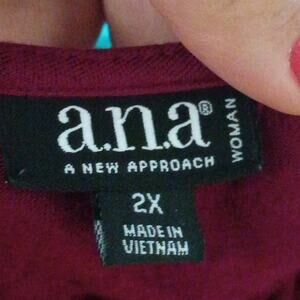 a.n.a®
WOMAN
A NEW APPROACH
2X
MADE IN
VIETNAM